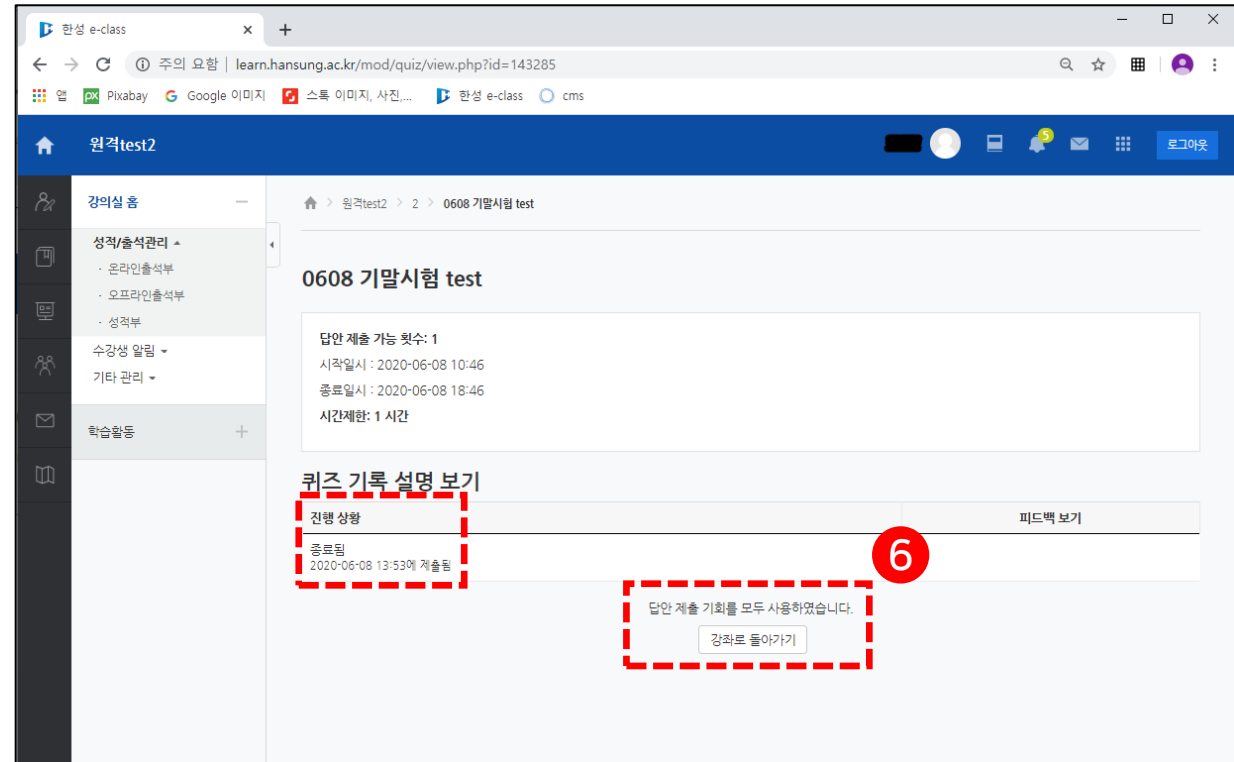 한성 e-class
주의 요함 | learn.hansung.ac.kr/mod/quiz/view.php?id=143285
앱 px Pixabay G Google 이미지 스톡 이미지, 사진,... 한성 e-class cms
원격test2 5 로그아웃
강의실 홈
원격test2 > 2 > 0608 기말시험 test
성적/출석관리
· 온라인출석부
· 오프라인출석부
· 성적부
수강생 알림
기타 관리
학습활동
0608 기말시험 test
답안 제출 가능 횟수: 1
시작일시 : 2020-06-08 10:46
종료일시 : 2020-06-08 18:46
시간제한: 1 시간
퀴즈 기록 설명 보기
진행 상황 피드백 보기
종료됨
2020-06-08 13:53에 제출됨
6
답안 제출 기회를 모두 사용하였습니다.
강좌로 돌아가기